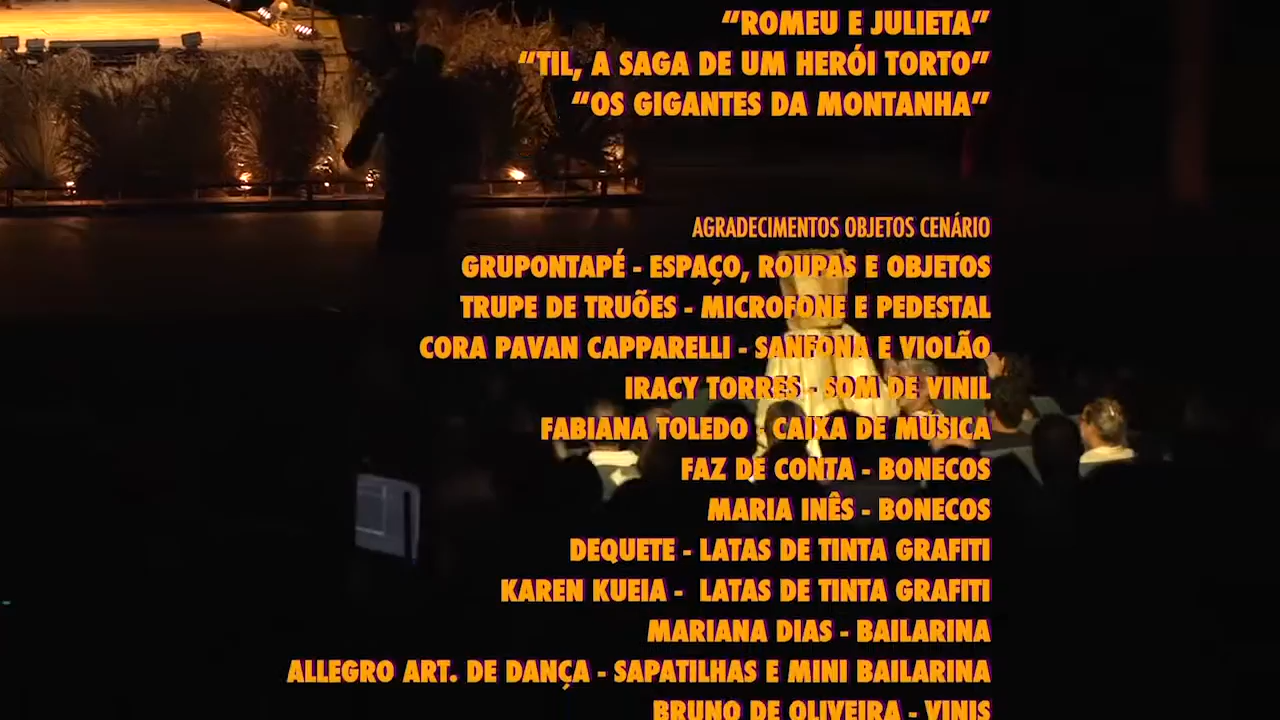 “ROMEU E JULIETA”
“TIL, A SAGA DE UM HERÓI TORTO”
“OS GIGANTES DA MONTANHA”
AGRADECIMENTOS OBJETOS CENÁRIO
GRUPONTAPÉ - ESPAÇO, ROUPAS E OBJETOS
TRUPE DE TRUÕES - MICROFONE E PEDESTAL
CORA PAVAN CAPPARELLI - SANFONA E VIOLÃO
IRACY TORRES - SOM DE VINIL
FABIANA TOLEDO - CAIXA DE MÚSICA
FAZ DE CONTA - BONECOS
MARIA INÊS - BONECOS
DEQUETE - LATAS DE TINTA GRAFITI
KAREN KUEIA - LATAS DE TINTA GRAFITI
MARIANA DIAS - BAILARINA
ALLEGRO ART. DE DANÇA - SAPATILHAS E MINI BAILARINA
BRUNO DE OLIVEIRA - VINIS